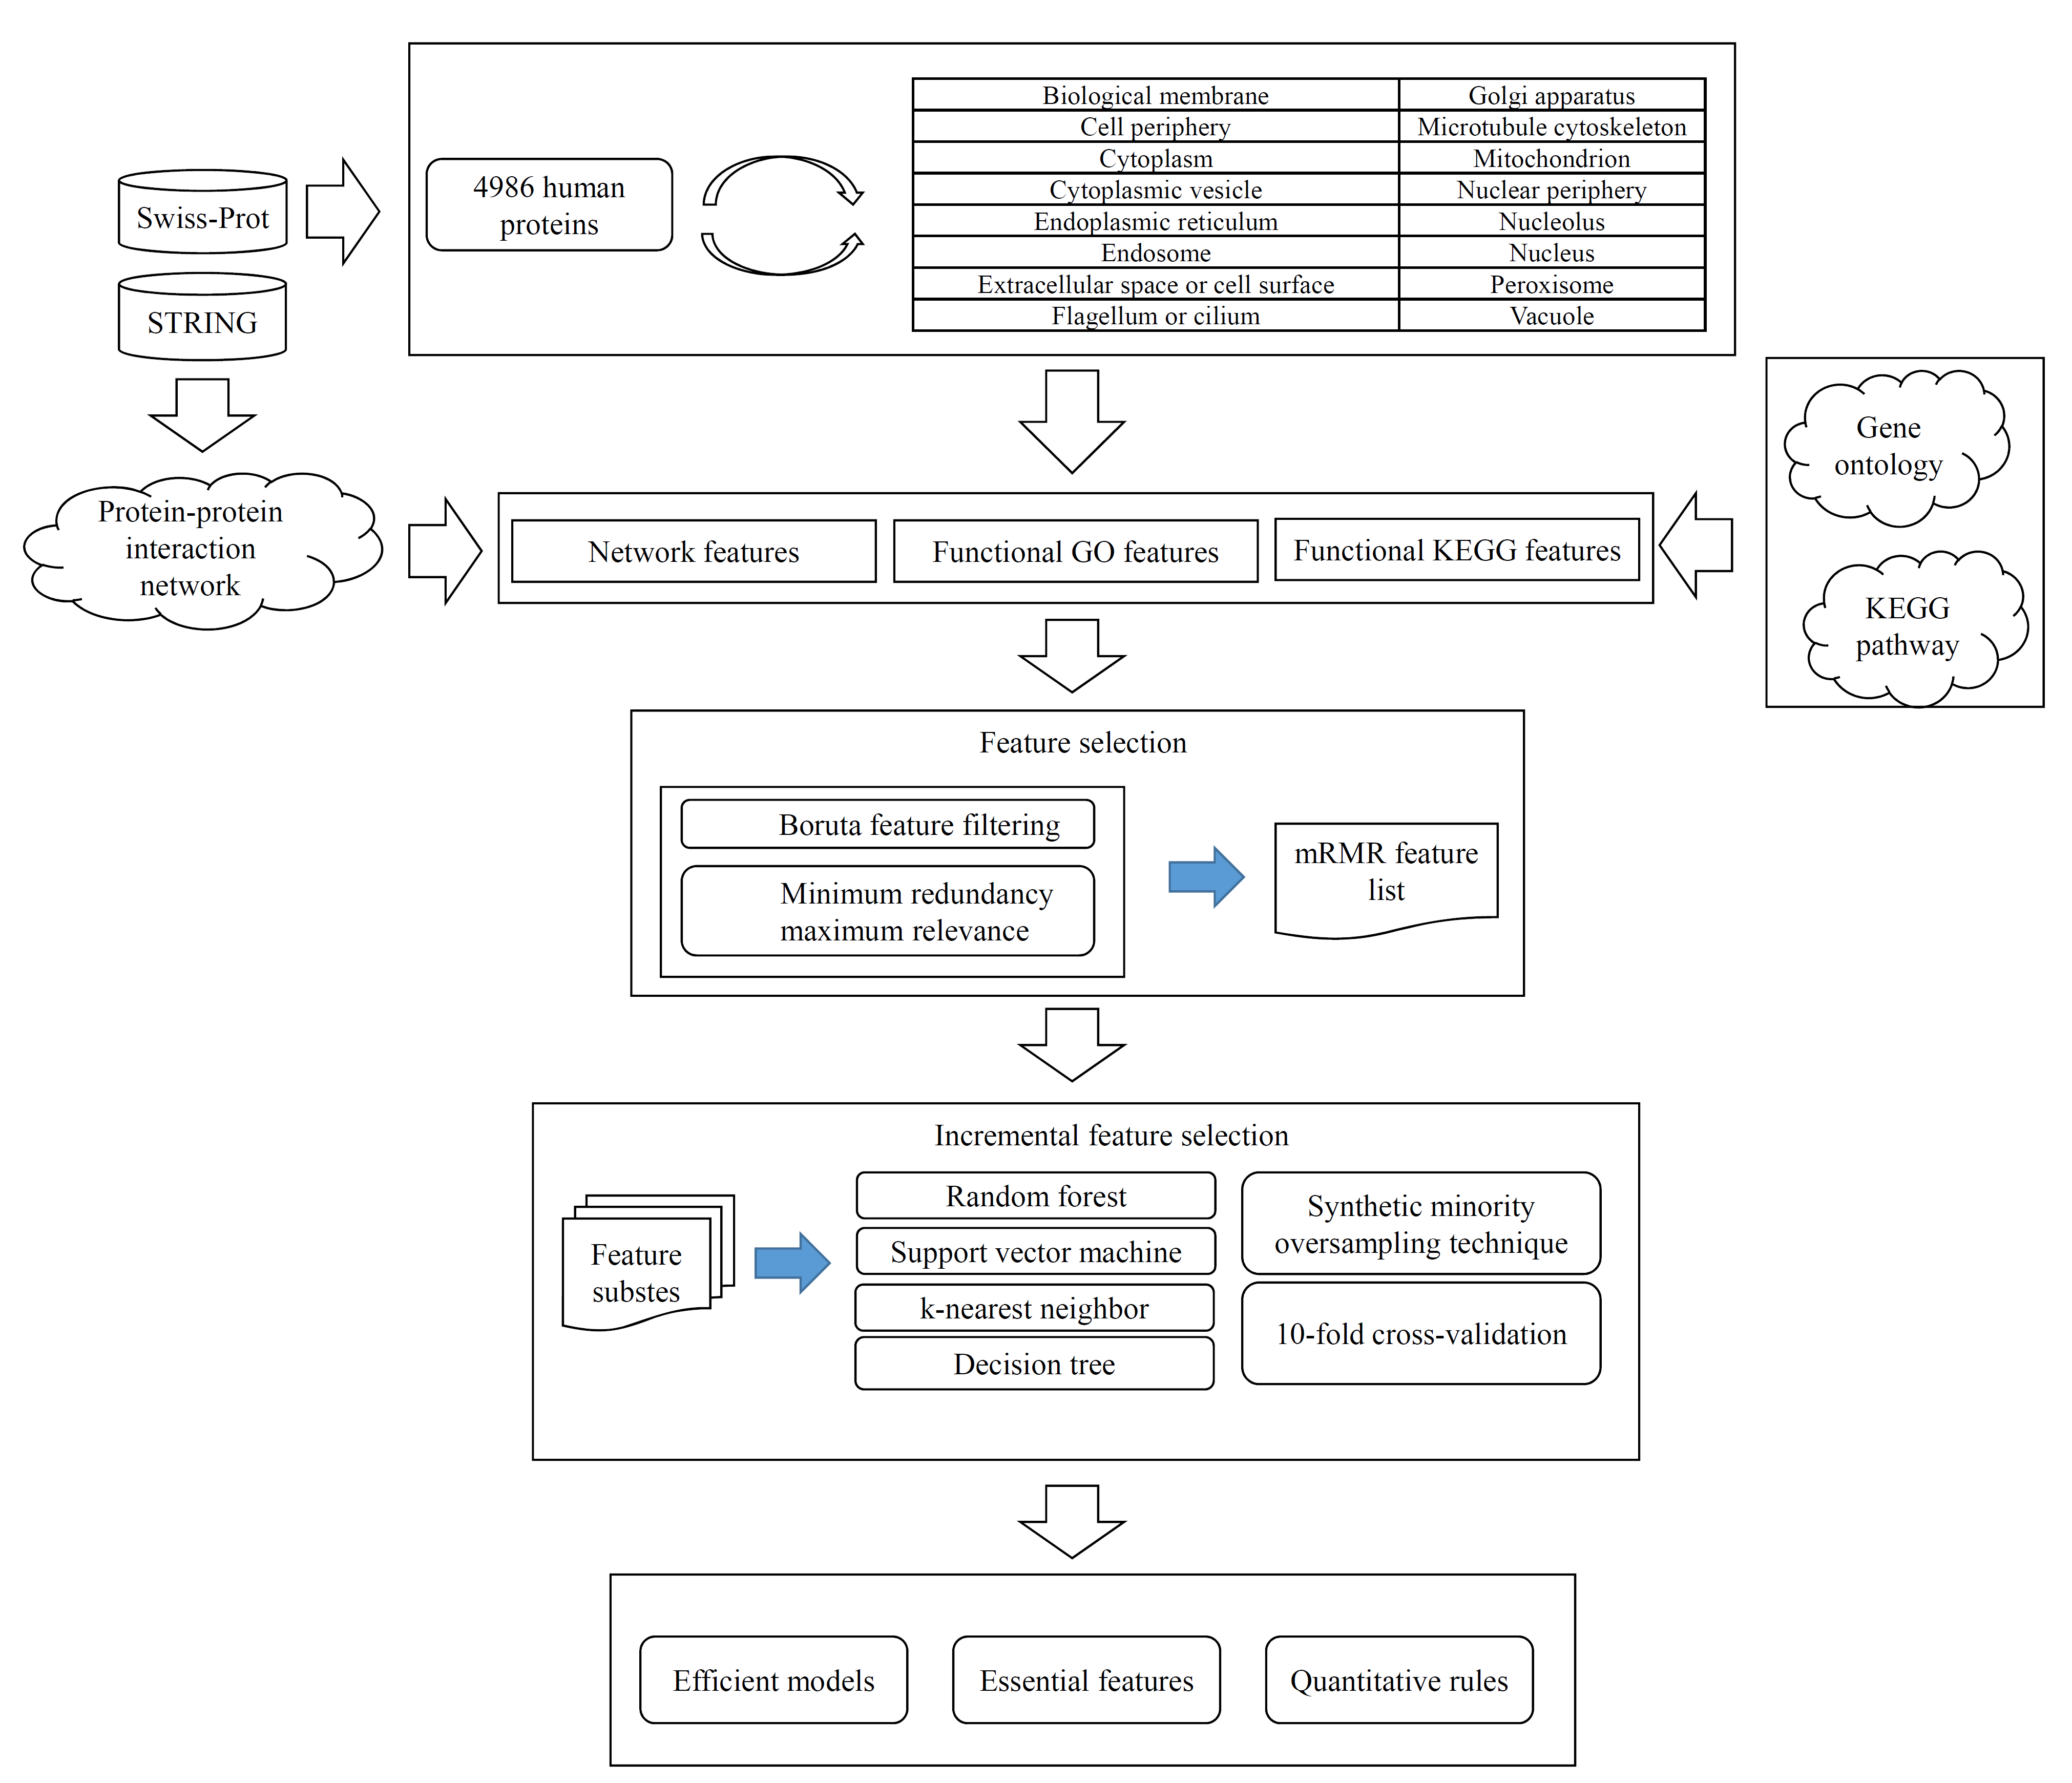 Swiss-Prot
STRING
4986 human
proteins
Biological membrane
Golgi apparatus
Cell periphery
Microtubule cytoskeleton
Cytoplasm
Mitochondrion
Cytoplasmic vesicle
Nuclear periphery
Endoplasmic reticulum
Nucleolus
Endosome
Nucleus
Extracellular space or cell surface
Peroxisome
Flagellum or cilium
Vacuole
Protein-protein
interaction
network
Network features
Functional GO features
Functional KEGG features
Gene
ontology
KEGG
pathway
Feature selection
Boruta feature filtering
Minimum redundancy
maximum relevance
mRMR feature
list
Incremental feature selection
Feature
substes
Random forest
Support vector machine
k-nearest neighbor
Decision tree
Synthetic minority
oversampling technique
10-fold cross-validation
Efficient models
Essential features
Quantitative rules